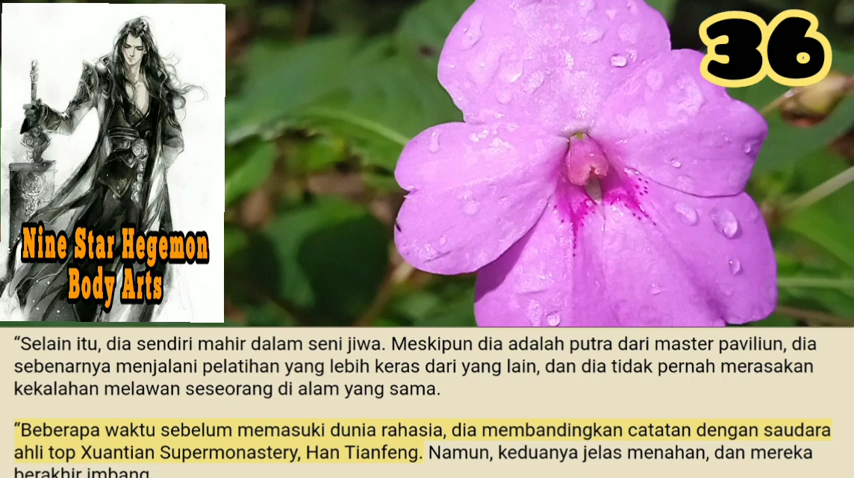 36
Nine Star Hegemon
Body Arts
“Selain itu, dia sendiri mahir dalam seni jiwa. Meskipun dia adalah putra dari master paviliun, dia
sebenarnya menjalani pelatihan yang lebih keras dari yang lain, dan dia tidak pernah merasakan
kekalahan melawan seseorang di alam yang sama.
“Beberapa waktu sebelum memasuki dunia rahasia, dia membandingkan catatan dengan saudara
ahli top Xuantian Supermonastery, Han Tianfeng. Namun, keduanya jelas menahan, dan mereka
berakhir imbang.